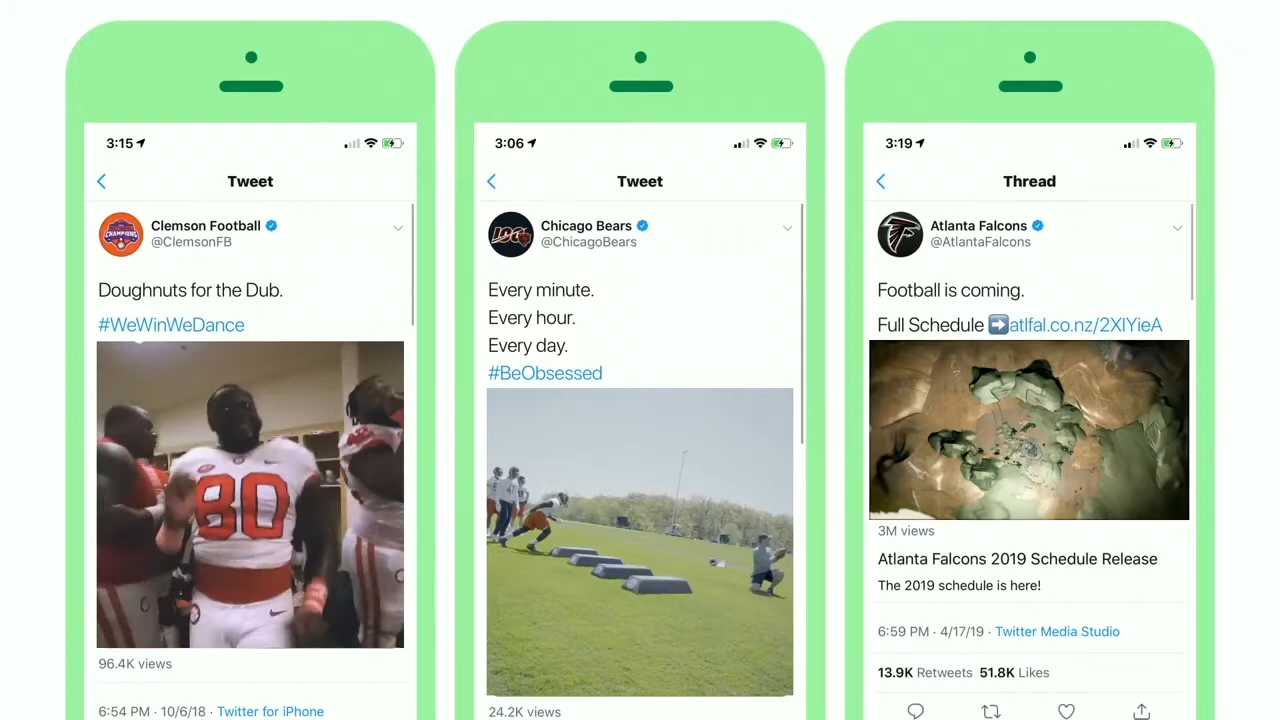 3:15
Tweet
Clemson Football
@ClemsonFB
CHAMPIONS
Doughnuts for the Dub.
#WeWinWeDance
80
96.4K views
6:54 PM · 10/6/18 · Twitter for iPhone
3:06
Tweet
Chicago Bears
@ChicagoBears
100
Every minute.
Every hour.
Every day.
#BeObsessed
24.2K views
3:19
Thread
Atlanta Falcons
@AtlantaFalcons
Football is coming.
Full Schedule ➡️atlfal.co.nz/2XIYieA
3M views
Atlanta Falcons 2019 Schedule Release
The 2019 schedule is here!
6:59 PM · 4/17/19 · Twitter Media Studio
13.9K Retweets 51.8K Likes